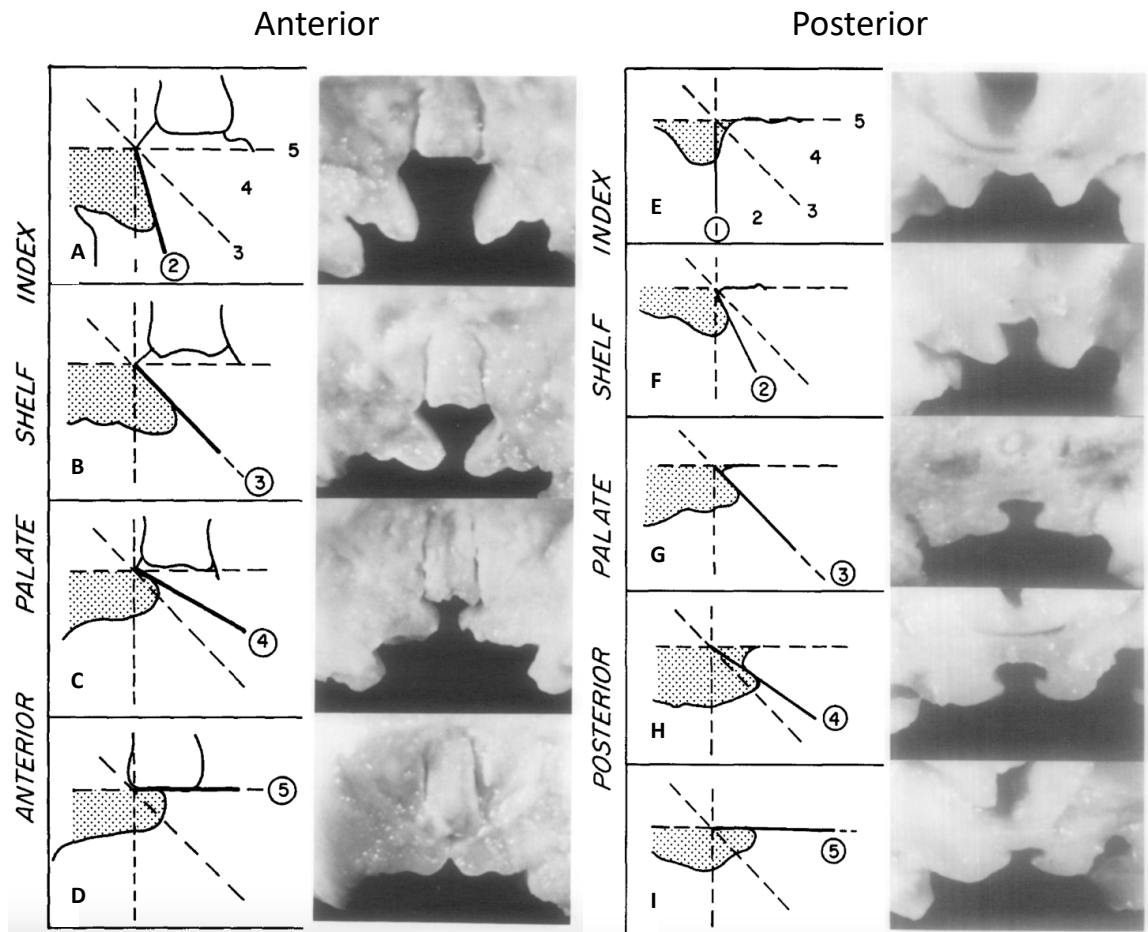 Anterior
Posterior
ANTERIOR PALATE SHELF INDEX
5
4
3
②
A
③
B
④
C
⑤
D
POSTERIOR PALATE SHELF INDEX
5
4
3
2
①
E
②
F
③
G
④
H
⑤
I